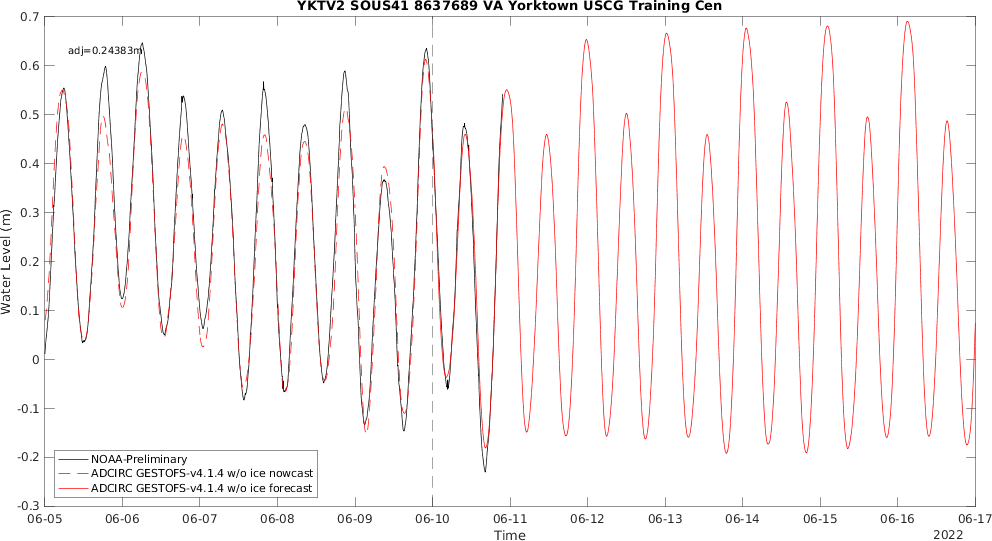 YKTV2 SOUS41 8637689 VA Yorktown USCG Training Cen
adj=0.24383m
Water Level (m)
0.7
0.6
0.5
0.4
0.3
0.2
0.1
0
-0.1
-0.2
-0.3
NOAA-Preliminary
ADCIRC GESTOFS-v4.1.4 w/o ice nowcast
ADCIRC GESTOFS-v4.1.4 w/o ice forecast
06-05 06-06 06-07 06-08 06-09 06-10 06-11 06-12 06-13 06-14 06-15 06-16 06-17
Time
2022